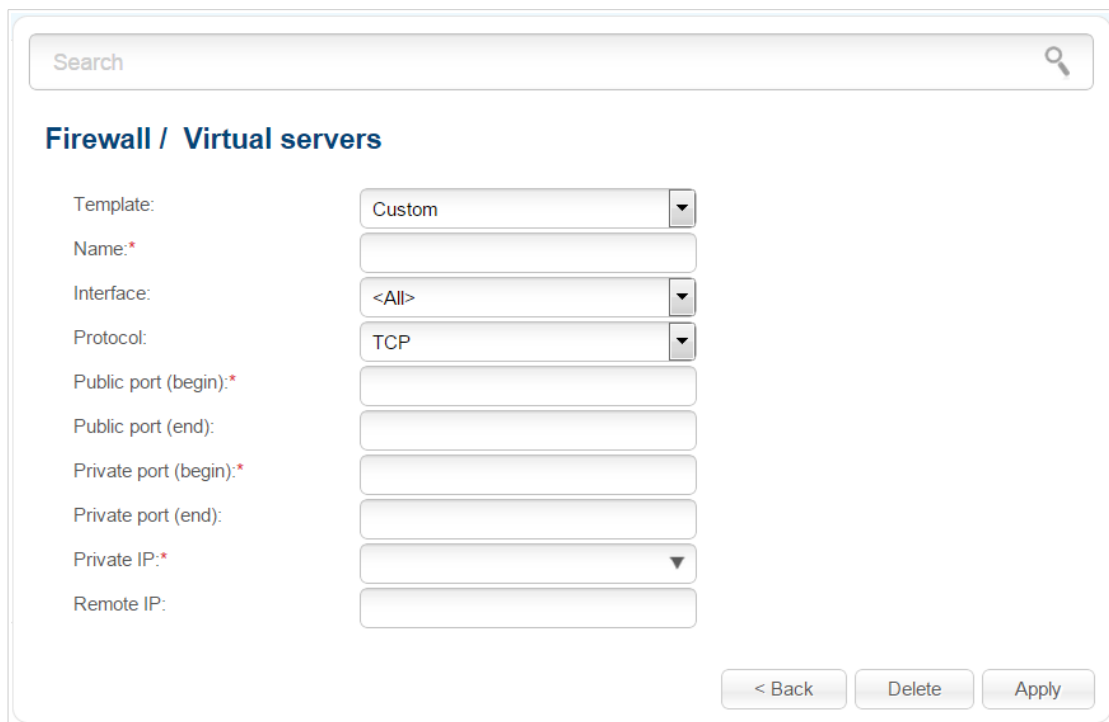 Search
Firewall / Virtual servers
Template: Custom
Name:*
Interface: <All>
Protocol: TCP
Public port (begin):*
Public port (end):
Private port (begin):*
Private port (end):
Private IP:*
Remote IP:
< Back Delete Apply